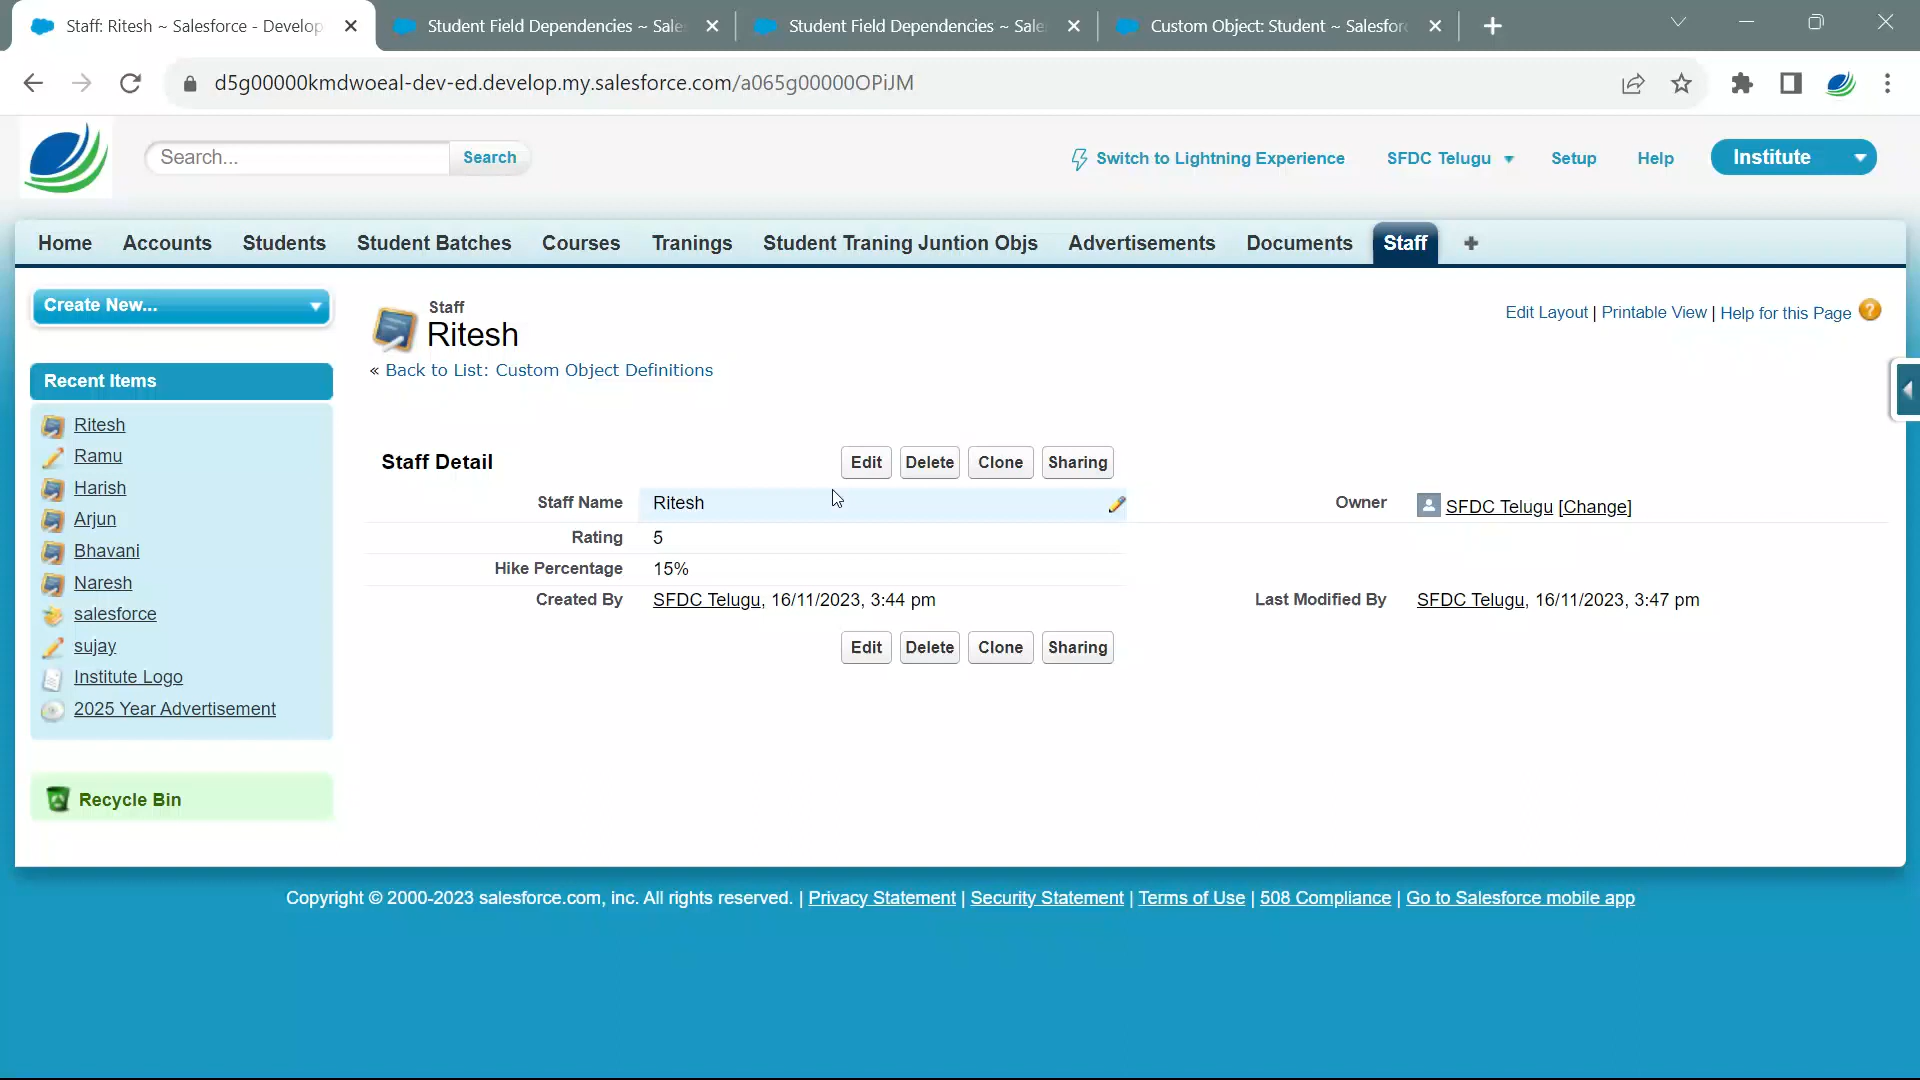 Staff: Ritesh ~ Salesforce - Develop
Student Field Dependencies ~ Sale
Student Field Dependencies ~ Sale
Custom Object: Student ~ Salesfor
d5g00000kmdwoeal-dev-ed.develop.my.salesforce.com/a065g00000OPiJM
Search...
Search
Switch to Lightning Experience
SFDC Telugu
Setup
Help
Institute
Home
Accounts
Students
Student Batches
Courses
Tranings
Student Traning Juntion Objs
Advertisements
Documents
Staff
+
Create New...
Recent Items
Ritesh
Ramu
Harish
Arjun
Bhavani
Naresh
salesforce
sujay
Institute Logo
2025 Year Advertisement
Recycle Bin
Staff
Ritesh
« Back to List: Custom Object Definitions
Edit Layout | Printable View | Help for this Page ?
Staff Detail
Edit
Delete
Clone
Sharing
Staff Name Ritesh
Owner SFDC Telugu [Change]
Rating 5
Hike Percentage 15%
Created By SFDC Telugu, 16/11/2023, 3:44 pm
Last Modified By SFDC Telugu, 16/11/2023, 3:47 pm
Edit
Delete
Clone
Sharing
Copyright © 2000-2023 salesforce.com, inc. All rights reserved. | Privacy Statement | Security Statement | Terms of Use | 508 Compliance | Go to Salesforce mobile app